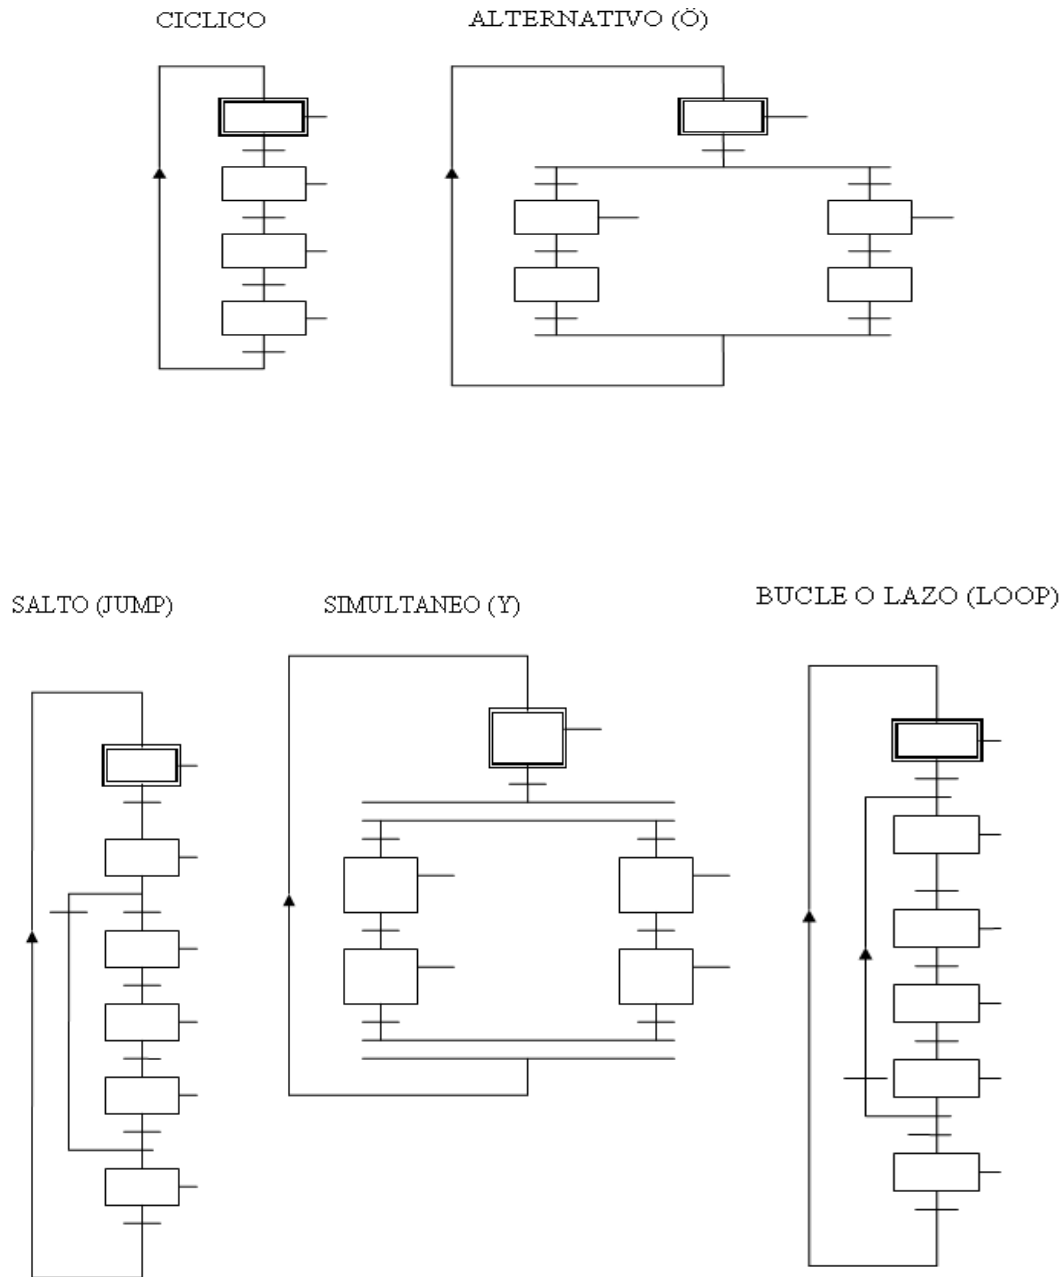 CICLICO
ALTERNATIVO (Ö)
SALTO (JUMP)
SIMULTANEO (Y)
BUCLE O LAZO (LOOP)